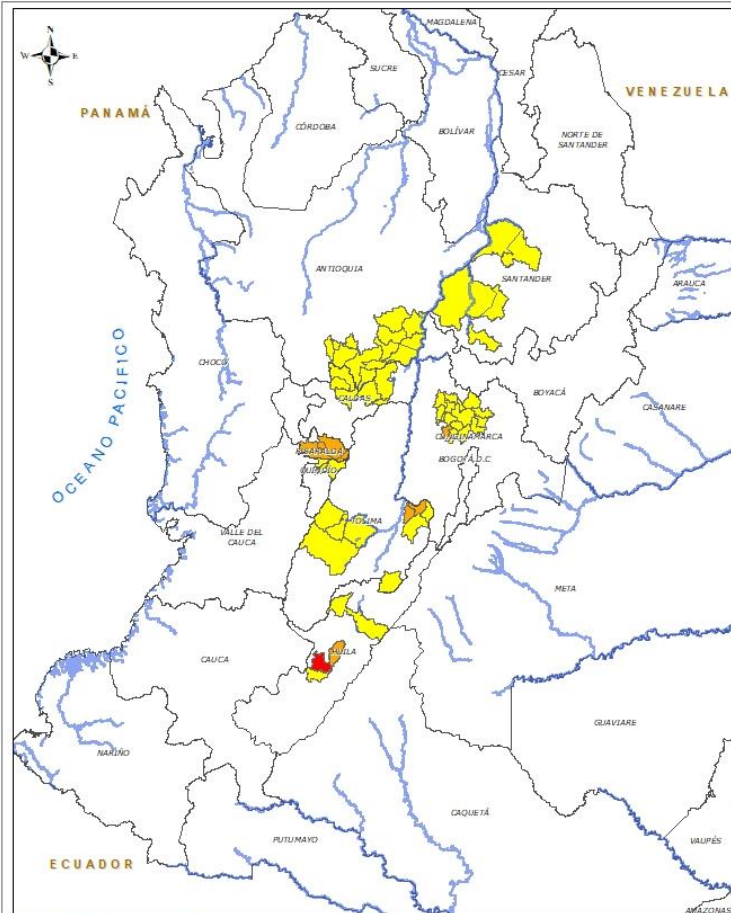 MAGDALENA
N
W
E
S
SUCRE
CESAR
VENEZUELA
PANAMÁ
CÓRDOBA
BOLÍVAR
NORTE DE
SANTANDER
ANTIOQUIA
SANTANDER
ARAUCA
OCEANO PACIFICO
CHOCÓ
CALDAS
BOYACÁ
CASANARE
CUNDINAMARCA
RISARALDA
BOGOTÁ,D.C
QUINDIO
TOLIMA
VALLE DEL
CAUCA
META
HUILA
CAUCA
GUAVIARE
NARIÑO
CAQUETÁ
PUTUMAYO
VAUPÉS
ECUADOR
AMAZONAS